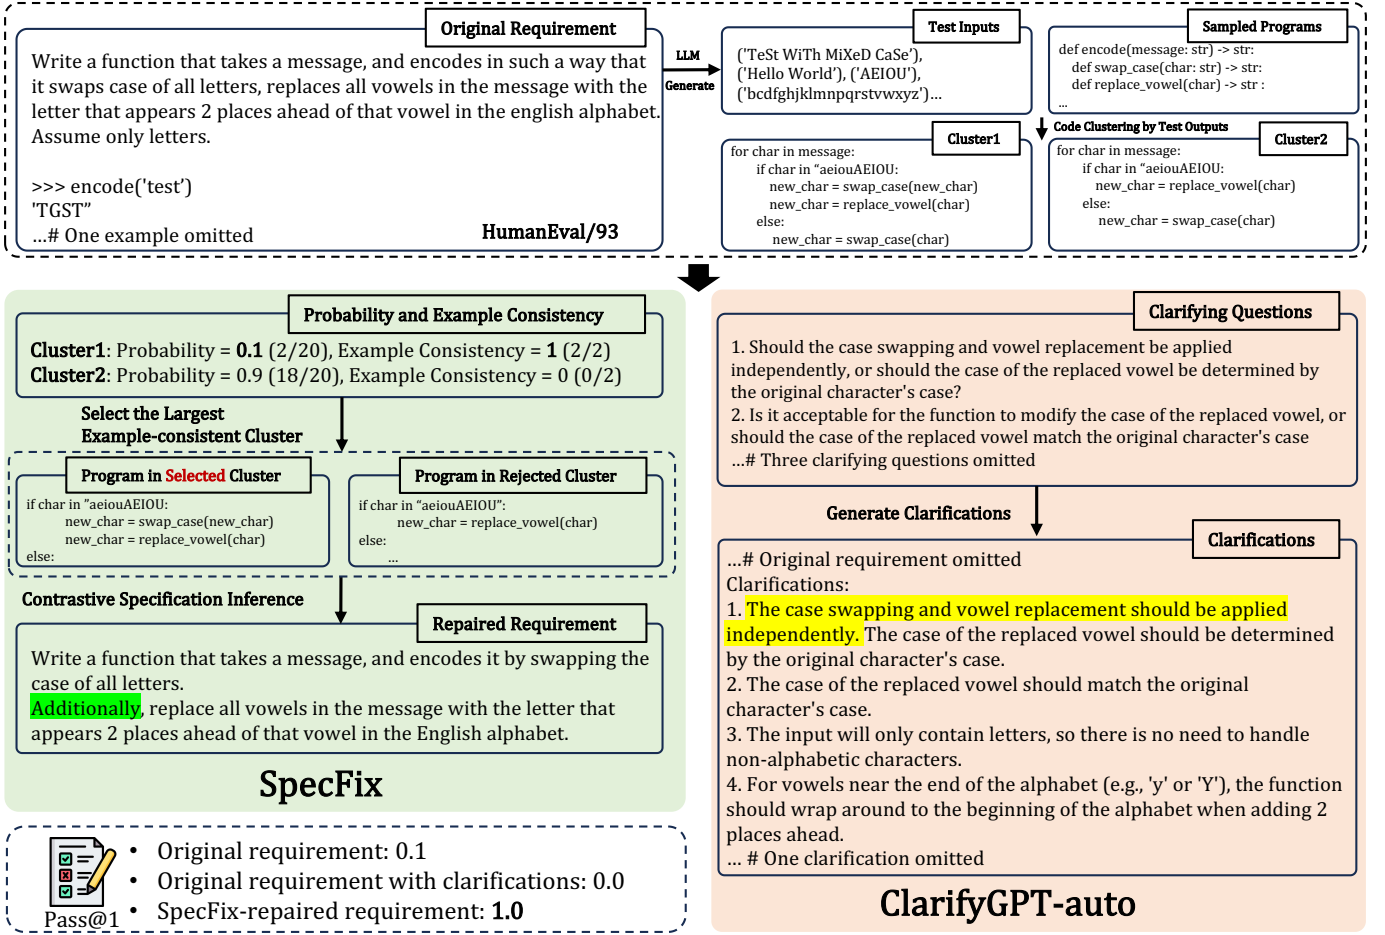 Original Requirement
Write a function that takes a message, and encodes in such a way that
it swaps case of all letters, replaces all vowels in the message with the
letter that appears 2 places ahead of that vowel in the english alphabet.
Assume only letters.
>>> encode('test')
'TGST"
...# One example omitted
HumanEval/93
LLM
Generate
Test Inputs
('TeSt WiTh MiXeD CaSe'),
('Hello World'), ('AEIOU'),
('bcdfghjklmnpqrstvwxyz')...
Sampled Programs
def encode(message: str) -> str:
def swap_case(char: str) -> str:
def replace_vowel(char) -> str :
...
Code Clustering by Test Outputs
Cluster1
for char in message:
if char in "aeiouAEIOU:
new_char = swap_case(new_char)
new_char = replace_vowel(char)
else:
new_char = swap_case(char)
Cluster2
for char in message:
if char in "aeiouAEIOU:
new_char = replace_vowel(char)
else:
new_char = swap_case(char)
Probability and Example Consistency
Cluster1: Probability = 0.1 (2/20), Example Consistency = 1 (2/2)
Cluster2: Probability = 0.9 (18/20), Example Consistency = 0 (0/2)
Select the Largest
Example-consistent Cluster
Program in Selected Cluster
if char in "aeiouAEIOU:
new_char = swap_case(new_char)
new_char = replace_vowel(char)
else:
Program in Rejected Cluster
if char in "aeiouAEIOU":
new_char = replace_vowel(char)
else:
...
Contrastive Specification Inference
Repaired Requirement
Write a function that takes a message, and encodes it by swapping the
case of all letters.
Additionally, replace all vowels in the message with the letter that
appears 2 places ahead of that vowel in the English alphabet.
SpecFix
Pass@1
• Original requirement: 0.1
• Original requirement with clarifications: 0.0
• SpecFix-repaired requirement: 1.0
Clarifying Questions
1. Should the case swapping and vowel replacement be applied
independently, or should the case of the replaced vowel be determined by
the original character's case?
2. Is it acceptable for the function to modify the case of the replaced vowel, or
should the case of the replaced vowel match the original character's case
...# Three clarifying questions omitted
Generate Clarifications
Clarifications
...# Original requirement omitted
Clarifications:
1. The case swapping and vowel replacement should be applied
independently. The case of the replaced vowel should be determined
by the original character's case.
2. The case of the replaced vowel should match the original
character's case.
3. The input will only contain letters, so there is no need to handle
non-alphabetic characters.
4. For vowels near the end of the alphabet (e.g., 'y' or 'Y'), the function
should wrap around to the beginning of the alphabet when adding 2
places ahead.
... # One clarification omitted
ClarifyGPT-auto